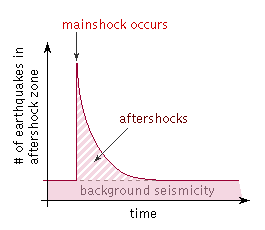 mainshock occurs
# of earthquakes in
aftershock zone
aftershocks
background seismicity
time